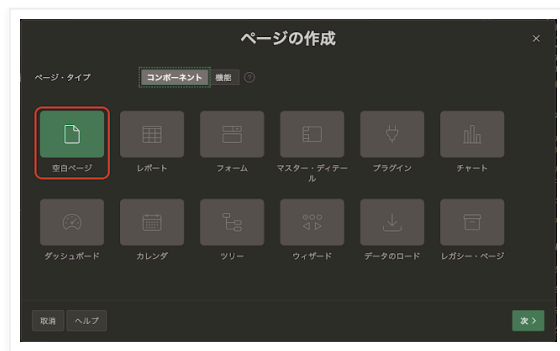 ページの作成
ページ・タイプ
コンポーネント 機能
空白ページ
レポート
フォーム
マスター・ディテー
ル
プラグイン
チャート
ダッシュボード
カレンダ
ツリー
ウィザード
データのロード
レガシー・ページ
取消 ヘルプ
次 >